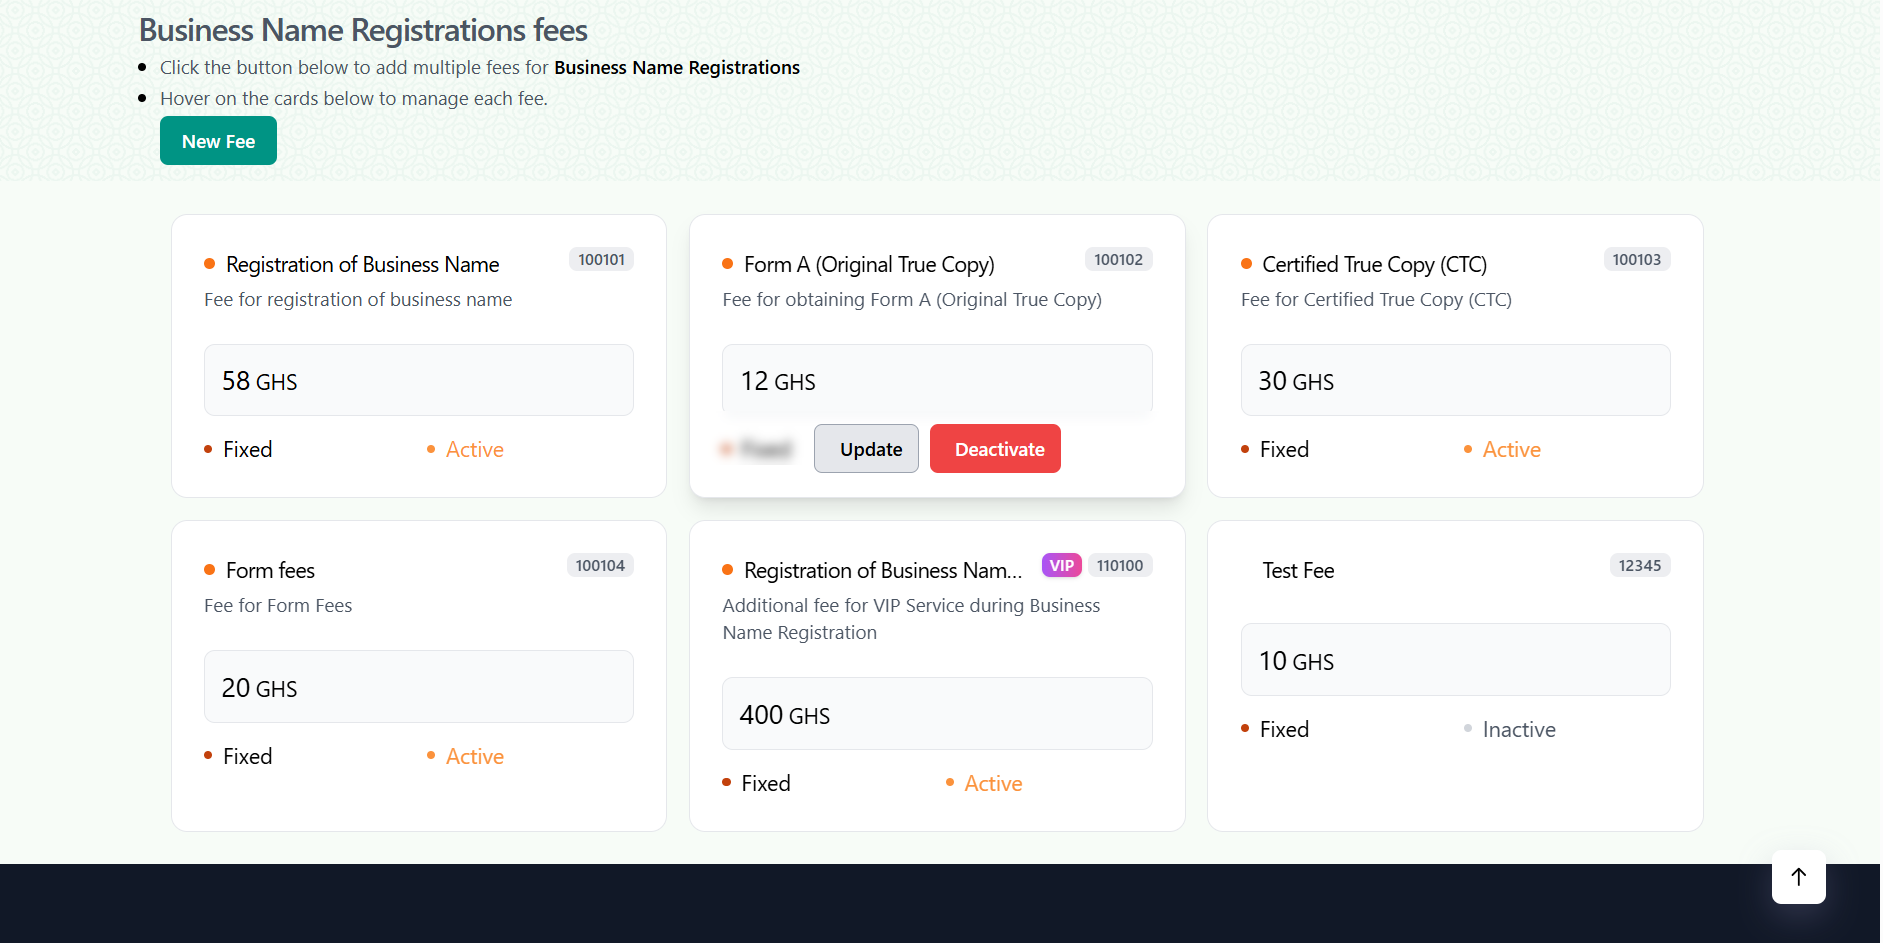 Business Name Registrations fees
Click the button below to add multiple fees for Business Name Registrations
Hover on the cards below to manage each fee.
New Fee
Registration of Business Name 100101
Fee for registration of business name
58 GHS
Fixed Active
Form A (Original True Copy) 100102
Fee for obtaining Form A (Original True Copy)
12 GHS
Fixed Update Deactivate
Certified True Copy (CTC) 100103
Fee for Certified True Copy (CTC)
30 GHS
Fixed Active
Form fees 100104
Fee for Form Fees
20 GHS
Fixed Active
Registration of Business Nam... VIP 110100
Additional fee for VIP Service during Business
Name Registration
400 GHS
Fixed Active
Test Fee 12345
10 GHS
Fixed Inactive